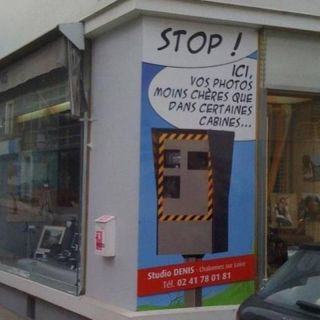 STOP !
ICI,
VOS PHOTOS
MOINS CHÈRES QUE
DANS CERTAINES
CABINES...
Studio DENIS - Chalonnes sur Loire
Tél. 02 41 78 01 81